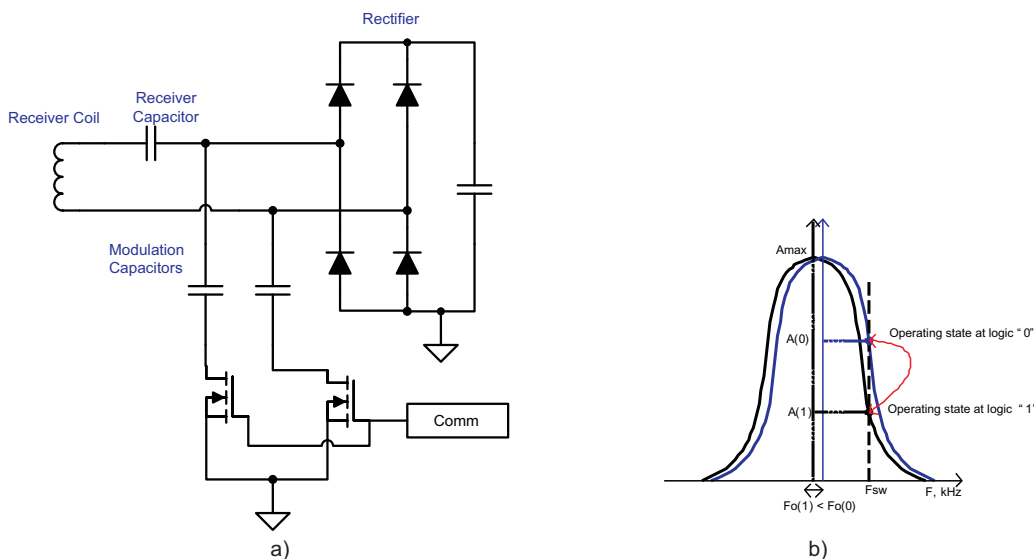 Rectifier
Receiver
Capacitor
Receiver Coil
Modulation
Capacitors
Comm
a)
Amax
A(0)
Operating state at logic “ 0”
A(1)
Operating state at logic “ 1”
Fsw
F, kHz
Fo(1) < Fo(0)
b)